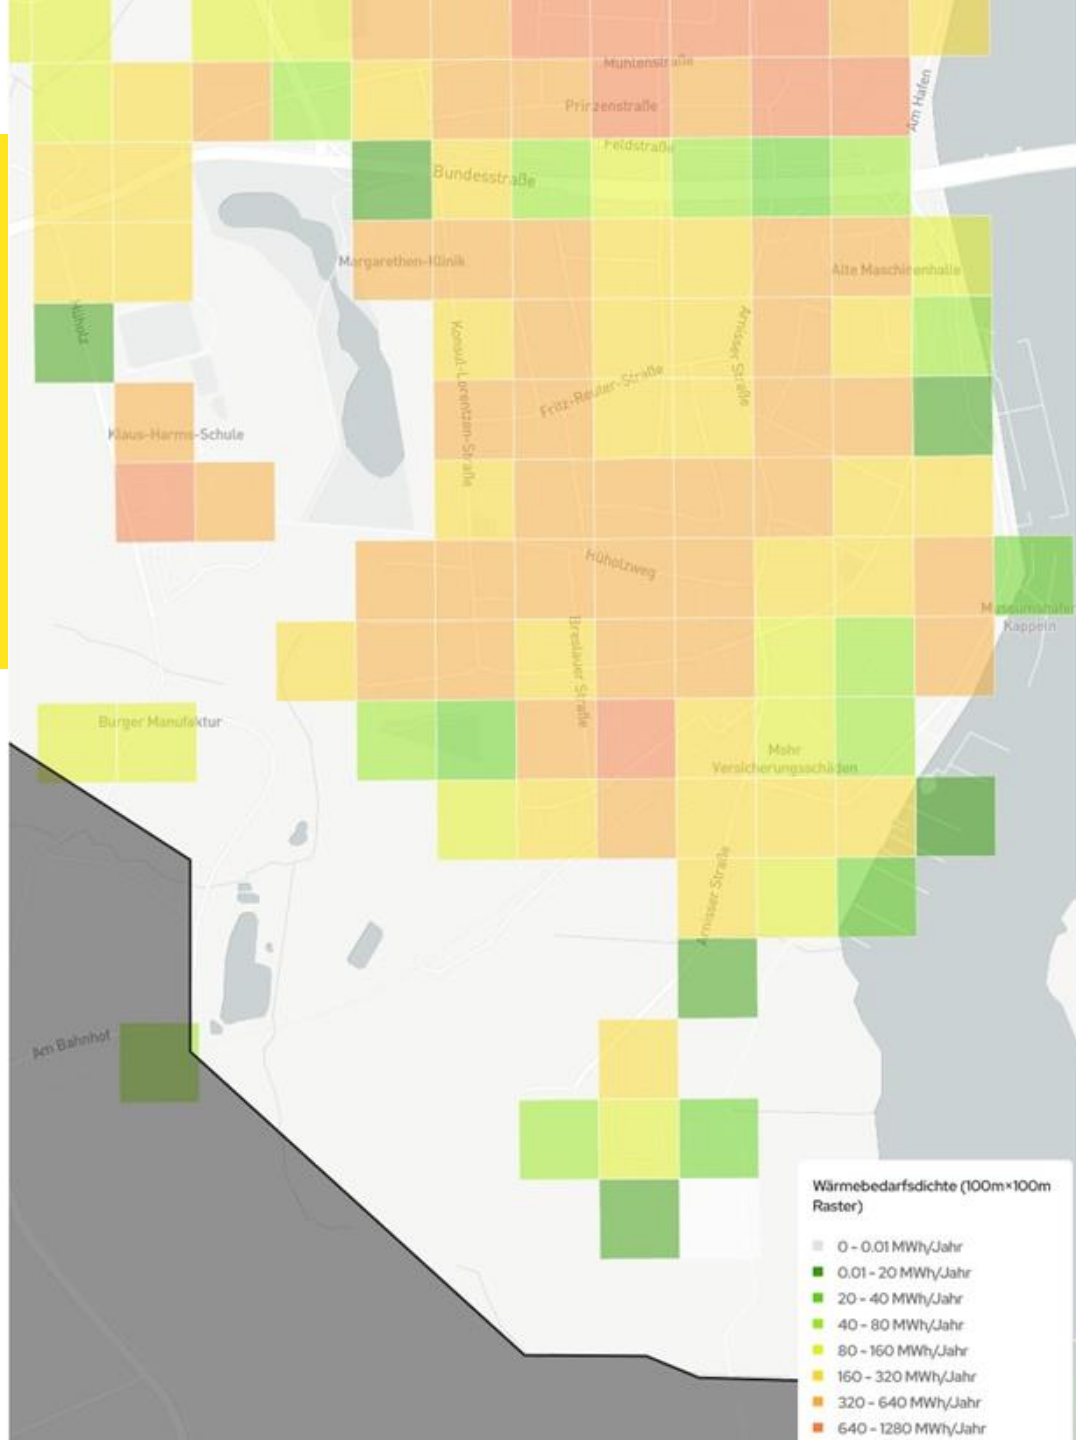 Mühlenstraße
Am Hafen
Prinzenstraße
Feldstraße
Bundesstraße
Margarethen-Klinik
Alte Maschinenhalle
Hüholz
Konsul-Lorentzen-Straße
Arnisser Straße
Fritz-Reuter-Straße
Klaus-Harms-Schule
Hüholzweg
Museumshafen
Kappeln
Breslauer Straße
Burger Manufaktur
Mohr
Versicherungsschäden
Arnisser Straße
Am Bahnhof
Wärmebedarfsdichte (100m×100m
Raster)
0 - 0.01 MWh/Jahr
0.01 - 20 MWh/Jahr
20 - 40 MWh/Jahr
40 - 80 MWh/Jahr
80 - 160 MWh/Jahr
160 - 320 MWh/Jahr
320 - 640 MWh/Jahr
640 - 1280 MWh/Jahr